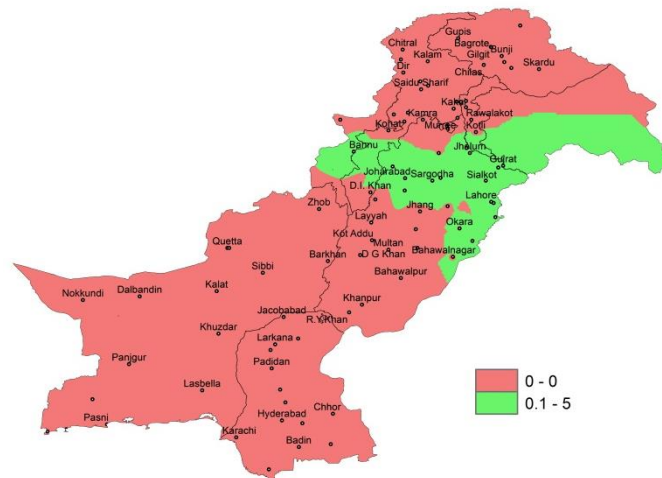 Gupis
Chitral
Bagrote
Bunji
Kalam
Gilgit
Dir
Skardu
Chilas
Saidu Sharif
Kakul
Kamra
Rawalakot
Kohat
Murree
Kotli
Bannu
Jhelum
Gujrat
Joharabad
Sargodha
Sialkot
D.I. Khan
Zhob
Jhang
Lahore
Layyah
Okara
Kot Addu
Quetta
Multan
Barkhan
D G Khan
Bahawalnagar
Sibbi
Bahawalpur
Kalat
Dalbandin
Nokkundi
Khanpur
Jacobabad
R.Y.Khan
Khuzdar
Larkana
Panjgur
Padidan
0 - 0
Lasbella
0.1 - 5
Pasni
Hyderabad
Chhor
Karachi
Badin